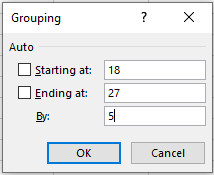 Grouping ? ×
Auto
Starting at: 18
Ending at: 27
By: 5
OK Cancel